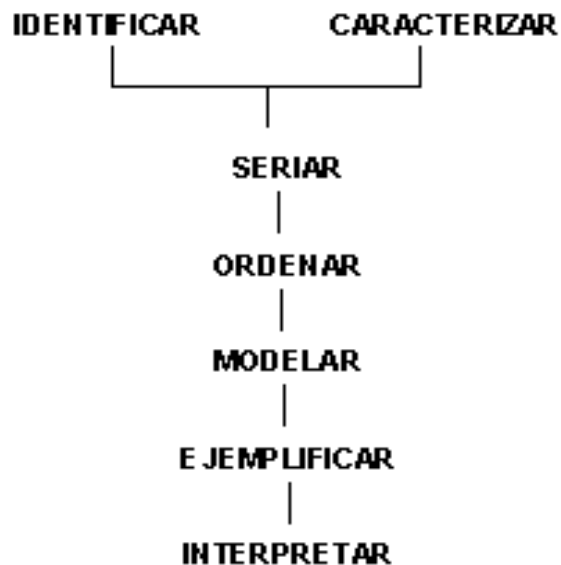 IDENTIFICAR CARACTERIZAR
SERIAR
ORDENAR
MODELAR
EJEMPLIFICAR
INTERPRETAR